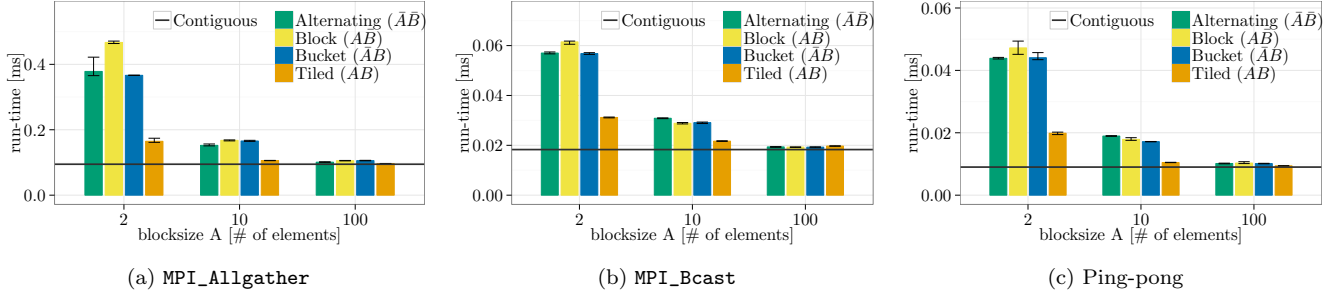 Contiguous
Alternating (ĀB̄)
Block (AB̄)
Bucket (ĀB)
Tiled (AB)
run-time [ms]
0.4
0.2
0.0
2 10 100
blocksize A [# of elements]
(a) MPI_Allgather
Contiguous
Alternating (ĀB̄)
Block (AB̄)
Bucket (ĀB)
Tiled (AB)
run-time [ms]
0.06
0.04
0.02
0.00
2 10 100
blocksize A [# of elements]
(b) MPI_Bcast
Contiguous
Alternating (ĀB̄)
Block (AB̄)
Bucket (ĀB)
Tiled (AB)
run-time [ms]
0.06
0.04
0.02
0.00
2 10 100
blocksize A [# of elements]
(c) Ping-pong